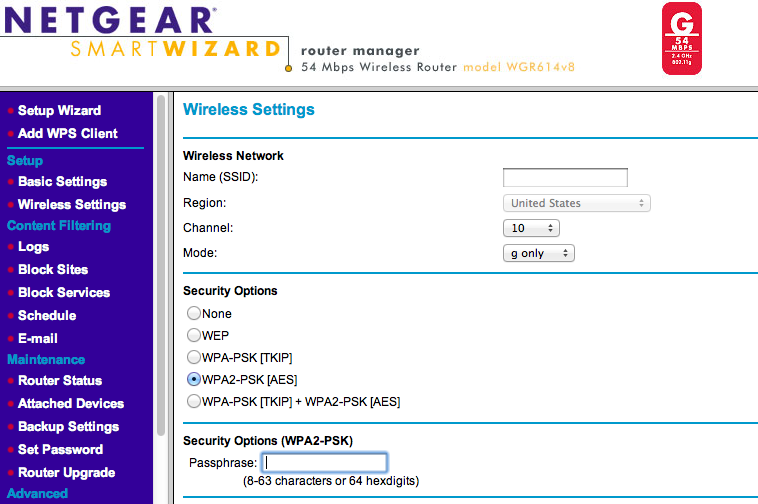 NETGEAR®
SMARTWIZARD router manager
54 Mbps Wireless Router model WGR614v8
G
54
MBPS
2.4 GHz
802.11g
Setup Wizard
Add WPS Client
Setup
Basic Settings
Wireless Settings
Content Filtering
Logs
Block Sites
Block Services
Schedule
E-mail
Maintenance
Router Status
Attached Devices
Backup Settings
Set Password
Router Upgrade
Advanced
Wireless Settings
Wireless Network
Name (SSID):
Region: United States
Channel: 10
Mode: g only
Security Options
None
WEP
WPA-PSK [TKIP]
WPA2-PSK [AES]
WPA-PSK [TKIP] + WPA2-PSK [AES]
Security Options (WPA2-PSK)
Passphrase:
(8-63 characters or 64 hexdigits)